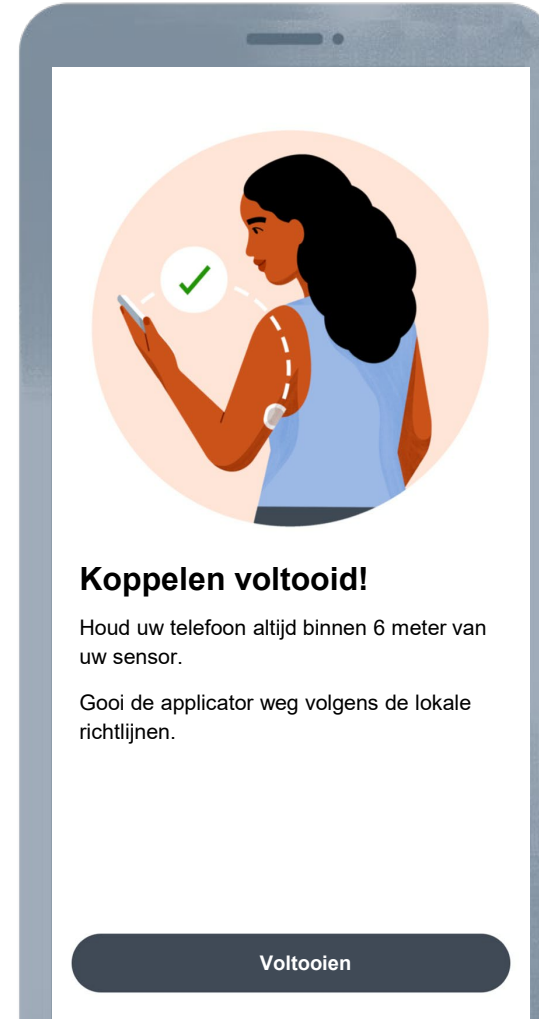 Koppelen voltooid!
Houd uw telefoon altijd binnen 6 meter van
uw sensor.
Gooi de applicator weg volgens de lokale
richtlijnen.
Voltooien